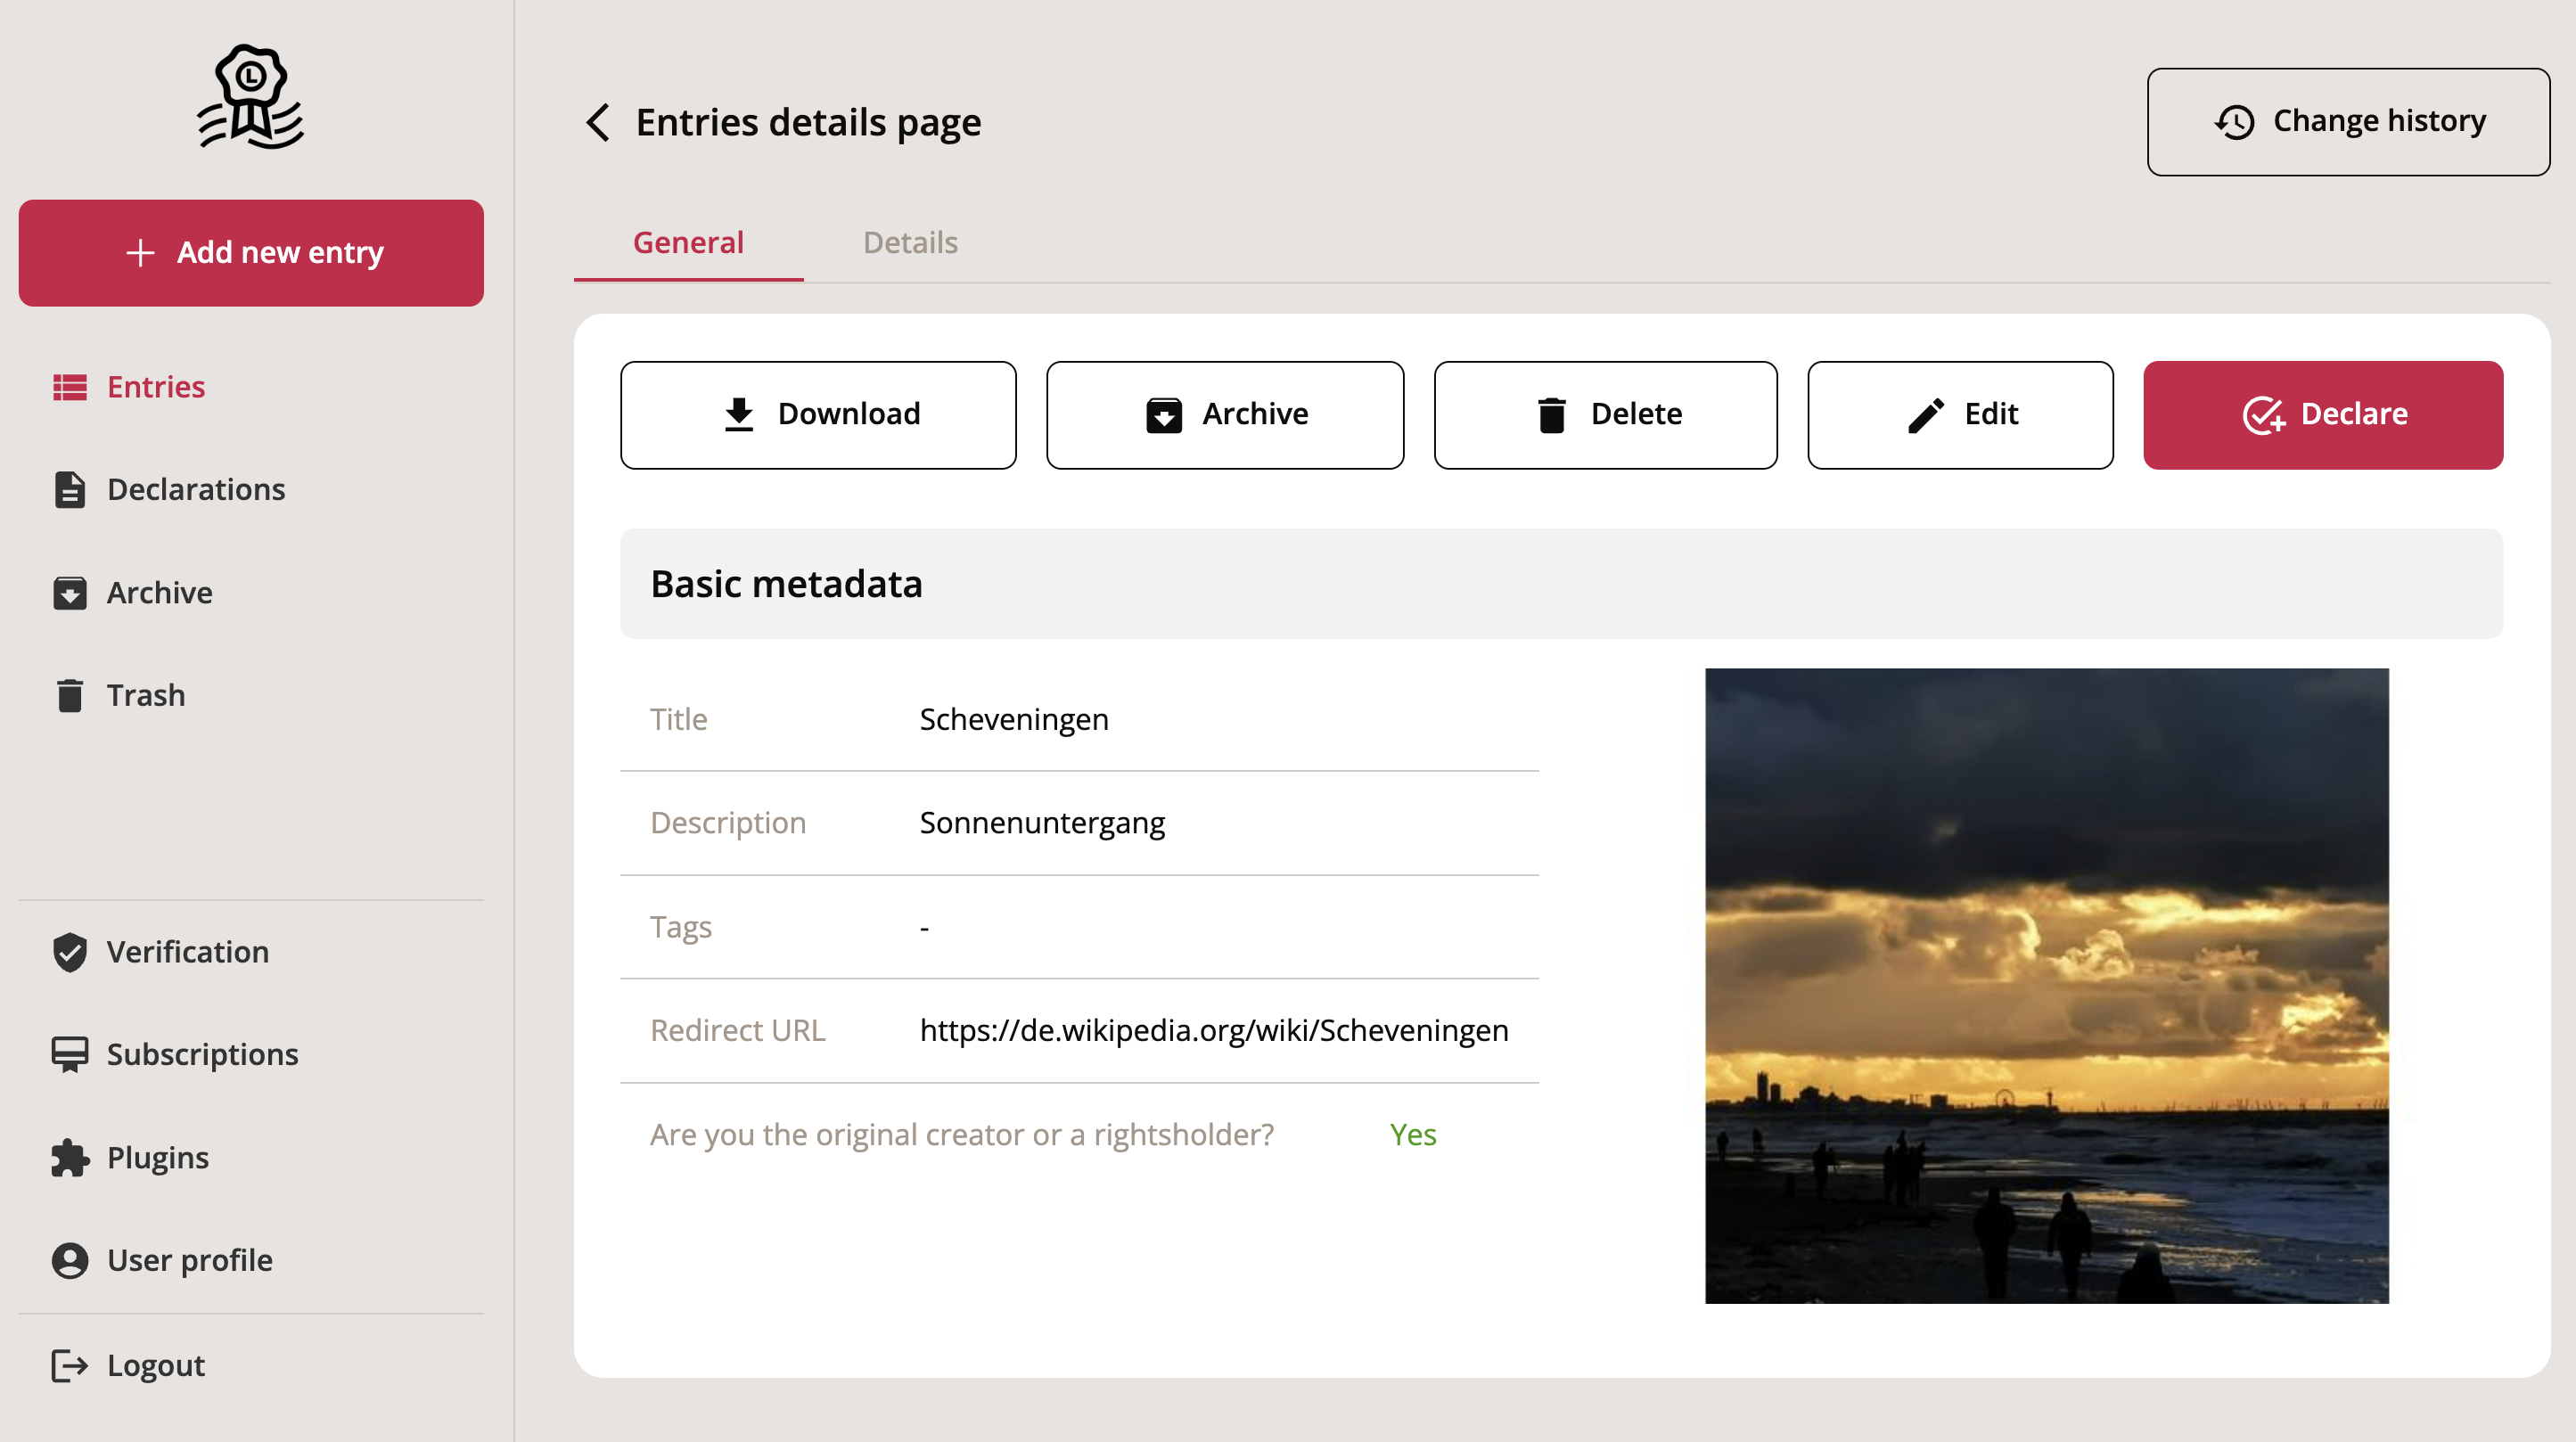 L
Add new entry
Entries
Declarations
Archive
Trash
Verification
Subscriptions
Plugins
User profile
Logout
Entries details page
Change history
General Details
Download Archive Delete Edit Declare
Basic metadata
Title Scheveningen
Description Sonnenuntergang
Tags -
Redirect URL https://de.wikipedia.org/wiki/Scheveningen
Are you the original creator or a rightsholder? Yes